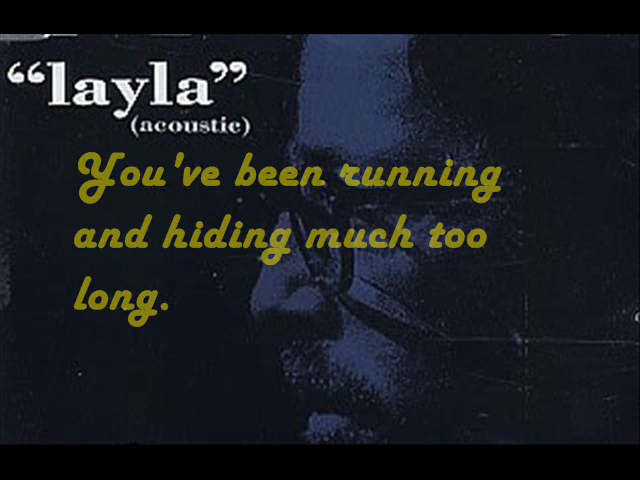 “layla”
(acoustic)
You've been running
and hiding much too
long.